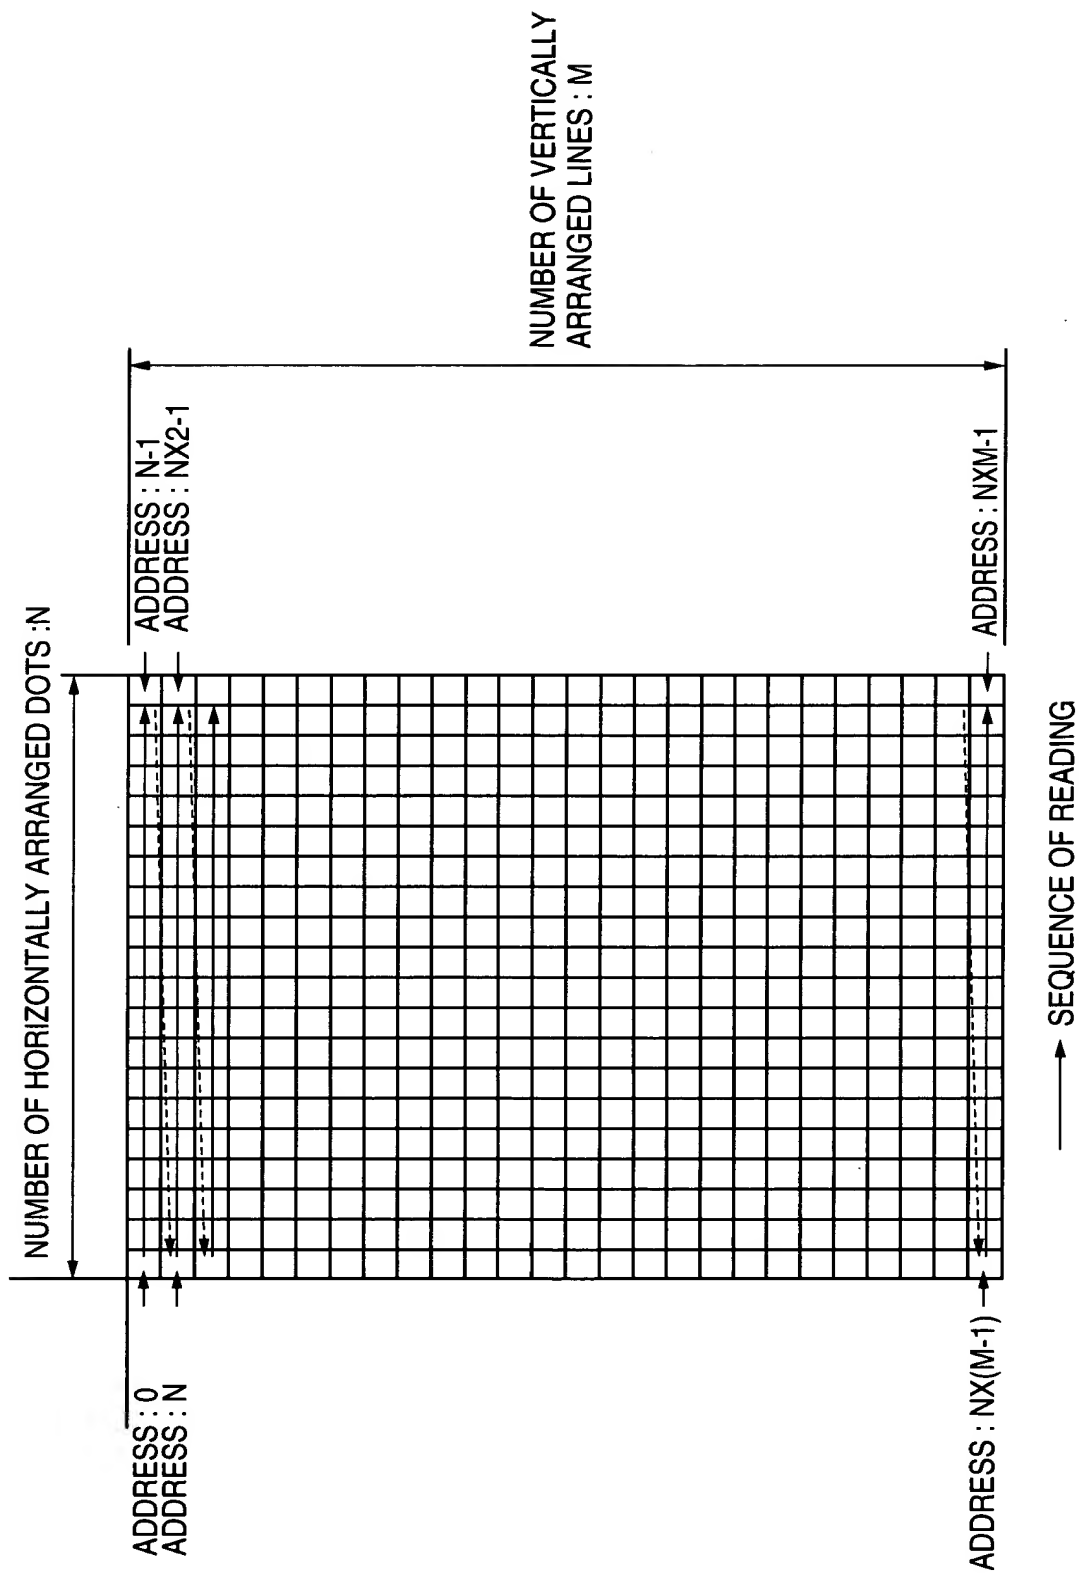 NUMBER OF HORIZONTALLY ARRANGED DOTS :N
ADDRESS : 0
ADDRESS : N
ADDRESS : N-1
ADDRESS : NX2-1
NUMBER OF VERTICALLY
ARRANGED LINES : M
ADDRESS : NX(M-1)
ADDRESS : NXM-1
SEQUENCE OF READING